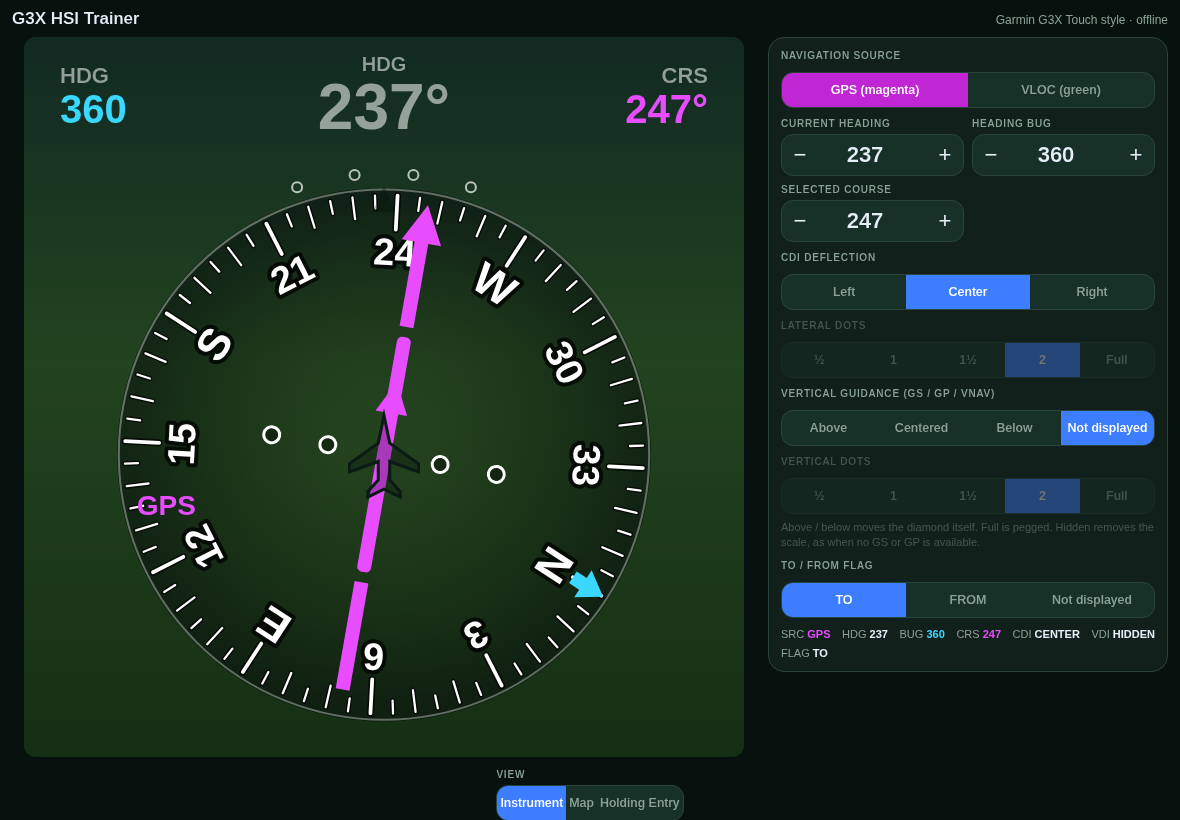 G3X HSI Trainer
Garmin G3X Touch style · offline
HDG
360
HDG
237°
CRS
247°
24
W
30
33
N
3
6
E
12
15
S
21
GPS
NAVIGATION SOURCE
GPS (magenta) VLOC (green)
CURRENT HEADING HEADING BUG
− 237 + − 360 +
SELECTED COURSE
− 247 +
CDI DEFLECTION
Left Center Right
LATERAL DOTS
½ 1 1½ 2 Full
VERTICAL GUIDANCE (GS / GP / VNAV)
Above Centered Below Not displayed
VERTICAL DOTS
½ 1 1½ 2 Full
Above / below moves the diamond itself. Full is pegged. Hidden removes the
scale, as when no GS or GP is available.
TO / FROM FLAG
TO FROM Not displayed
SRC GPS HDG 237 BUG 360 CRS 247 CDI CENTER VDI HIDDEN
FLAG TO
VIEW
Instrument Map Holding Entry